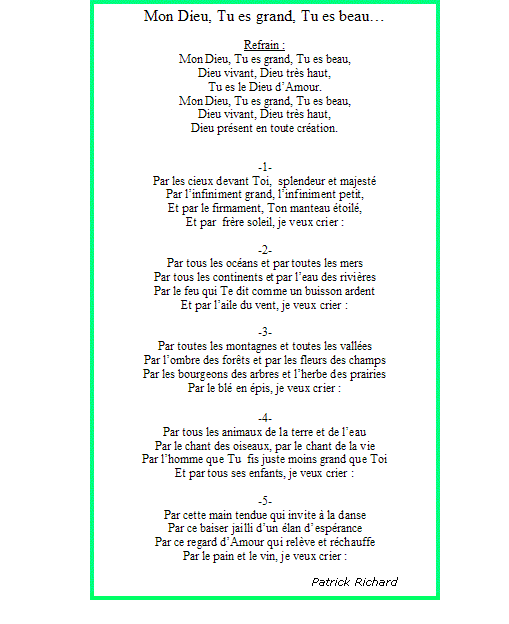 Mon Dieu, Tu es grand, Tu es beau…
Refrain :
Mon Dieu, Tu es grand, Tu es beau,
Dieu vivant, Dieu très haut,
Tu es le Dieu d’Amour.
Mon Dieu, Tu es grand, Tu es beau,
Dieu vivant, Dieu très haut,
Dieu présent en toute création.
-1-
Par les cieux devant Toi, splendeur et majesté
Par l’infiniment grand, l’infiniment petit,
Et par le firmament, Ton manteau étoilé,
Et par frère soleil, je veux crier :
-2-
Par tous les océans et par toutes les mers
Par tous les continents et par l’eau des rivières
Par le feu qui Te dit comme un buisson ardent
Et par l’aile du vent, je veux crier :
-3-
Par toutes les montagnes et toutes les vallées
Par l’ombre des forêts et par les fleurs des champs
Par les bourgeons des arbres et l’herbe des prairies
Par le blé en épis, je veux crier :
-4-
Par tous les animaux de la terre et de l’eau
Par le chant des oiseaux, par le chant de la vie
Par l’homme que Tu fis juste moins grand que Toi
Et par tous ses enfants, je veux crier :
-5-
Par cette main tendue qui invite à la danse
Par ce baiser jailli d’un élan d’espérance
Par ce regard d’Amour qui relève et réchauffe
Par le pain et le vin, je veux crier :
Patrick Richard